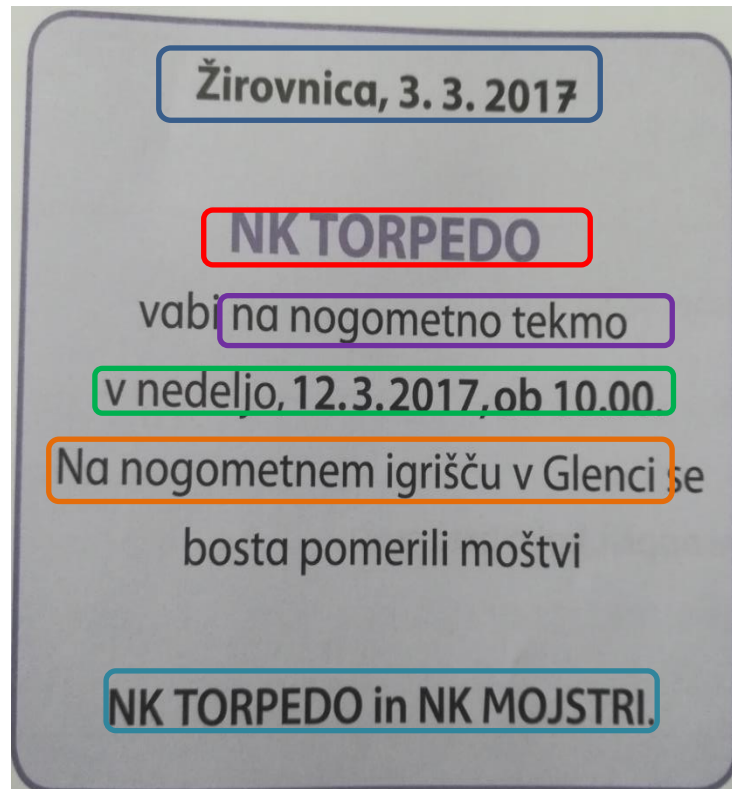 Žirovnica, 3. 3. 2017
NK TORPEDO
vabi na nogometno tekmo
v nedeljo, 12.3.2017, ob 10.00.
Na nogometnem igrišču v Glenci se
bosta pomerili moštvi
NK TORPEDO in NK MOJSTRI.